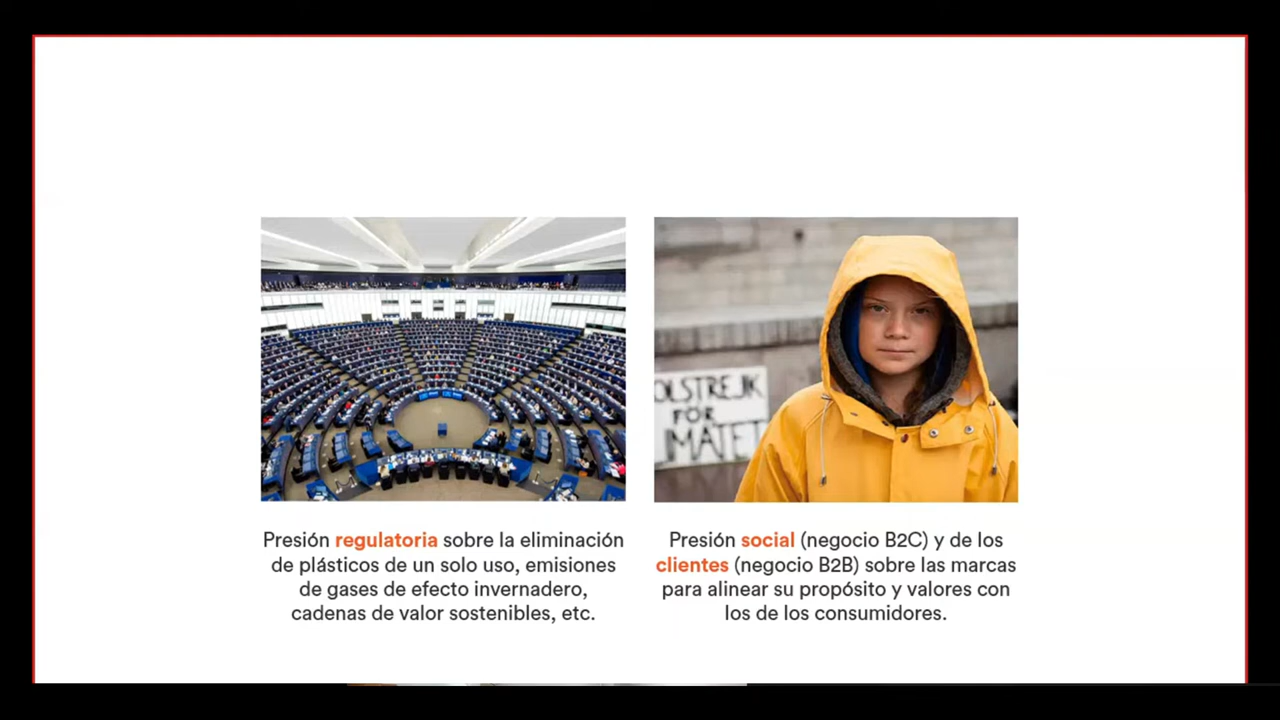 OLSTREJK
FÖR
IMATET
Presión regulatoria sobre la eliminación
de plásticos de un solo uso, emisiones
de gases de efecto invernadero,
cadenas de valor sostenibles, etc.
Presión social (negocio B2C) y de los
clientes (negocio B2B) sobre las marcas
para alinear su propósito y valores con
los de los consumidores.